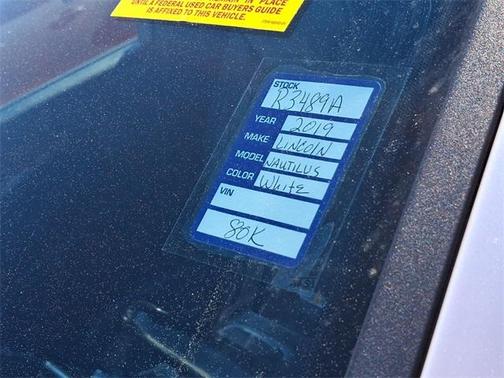 UNTIL A FEDERAL USED CAR BUYERS GUIDE
IS AFFIXED TO THIS VEHICLE.
STOCK
R3489A
YEAR 2019
MAKE LINCOLN
MODEL NAUTILUS
COLOR White
VIN
80K